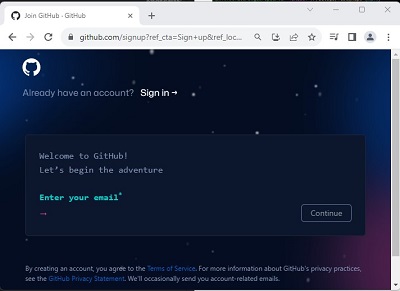 Join GitHub · GitHub
github.com/signup?ref_cta=Sign+up&ref_loc...
Already have an account? Sign in →
Welcome to GitHub!
Let's begin the adventure
Enter your email*
→
Continue
By creating an account, you agree to the Terms of Service. For more information about GitHub's privacy practices,
see the GitHub Privacy Statement. We'll occasionally send you account-related emails.